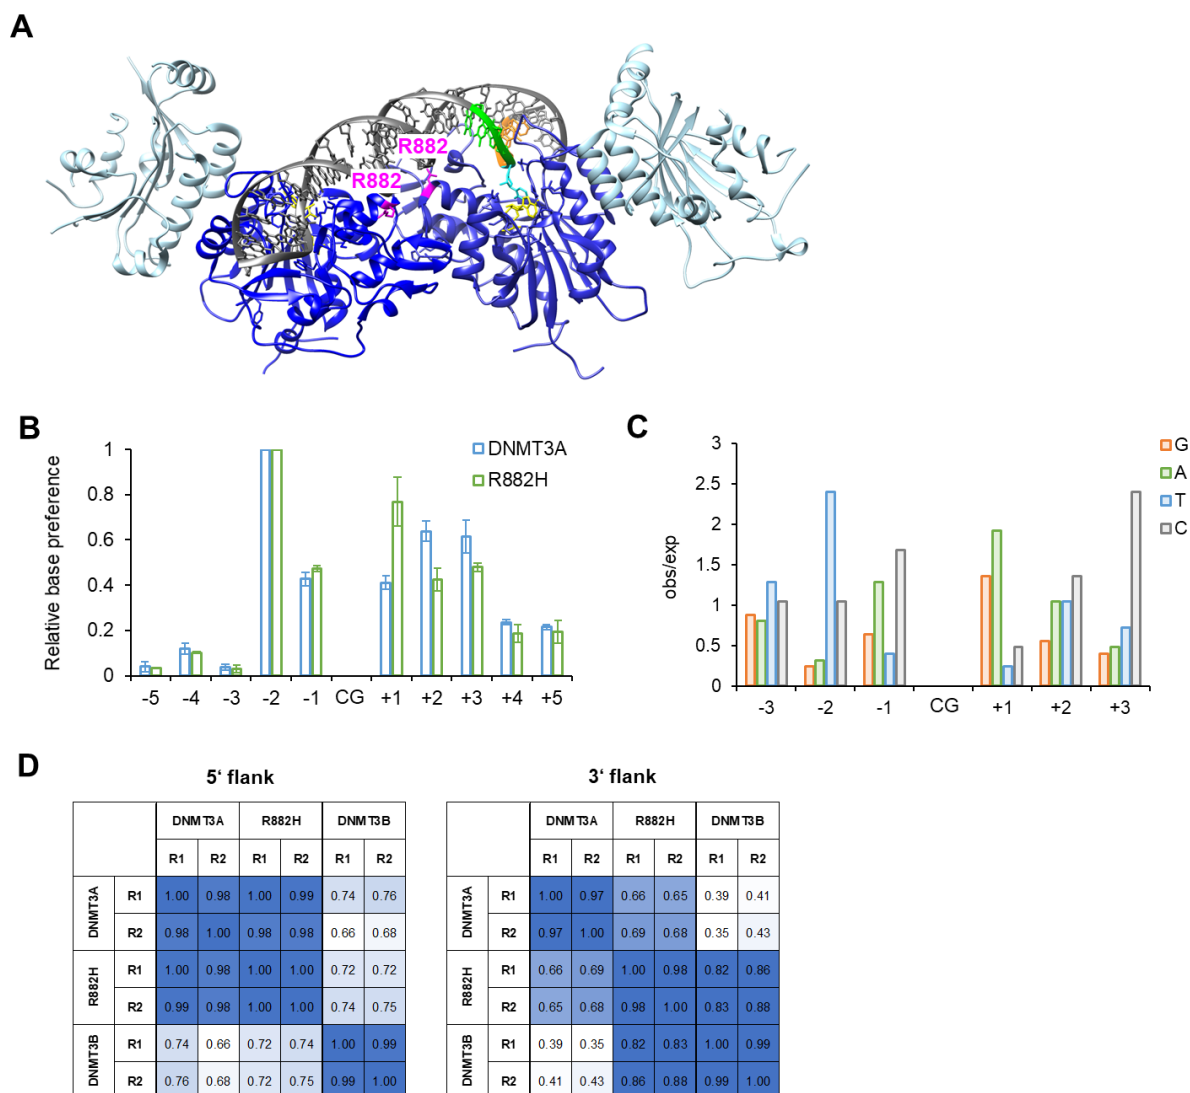 A
R882
R882
B
1
0.8
0.6
0.4
0.2
0
Relative base preference
DNMT3A
R882H
-5 -4 -3 -2 -1 CG +1 +2 +3 +4 +5
C
3
2.5
2
1.5
1
0.5
0
obs/exp
G
A
T
C
-3 -2 -1 CG +1 +2 +3
D
5‘ flank
DNMT3A R882H DNMT3B
R1 R2 R1 R2 R1 R2
DNMT3A
R1 1.00 0.98 1.00 0.99 0.74 0.76
R2 0.98 1.00 0.98 0.98 0.66 0.68
R882H
R1 1.00 0.98 1.00 1.00 0.72 0.72
R2 0.99 0.98 1.00 1.00 0.74 0.75
DNMT3B
R1 0.74 0.66 0.72 0.74 1.00 0.99
R2 0.76 0.68 0.72 0.75 0.99 1.00
3‘ flank
DNMT3A R882H DNMT3B
R1 R2 R1 R2 R1 R2
DNMT3A
R1 1.00 0.97 0.66 0.65 0.39 0.41
R2 0.97 1.00 0.69 0.68 0.35 0.43
R882H
R1 0.66 0.69 1.00 0.98 0.82 0.86
R2 0.65 0.68 0.98 1.00 0.83 0.88
DNMT3B
R1 0.39 0.35 0.82 0.83 1.00 0.99
R2 0.41 0.43 0.86 0.88 0.99 1.00